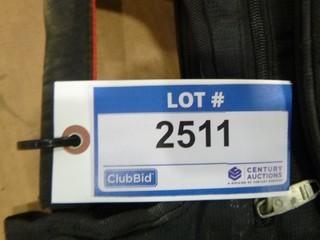 LOT #
2511
ClubBid
CENTURY
AUCTIONS